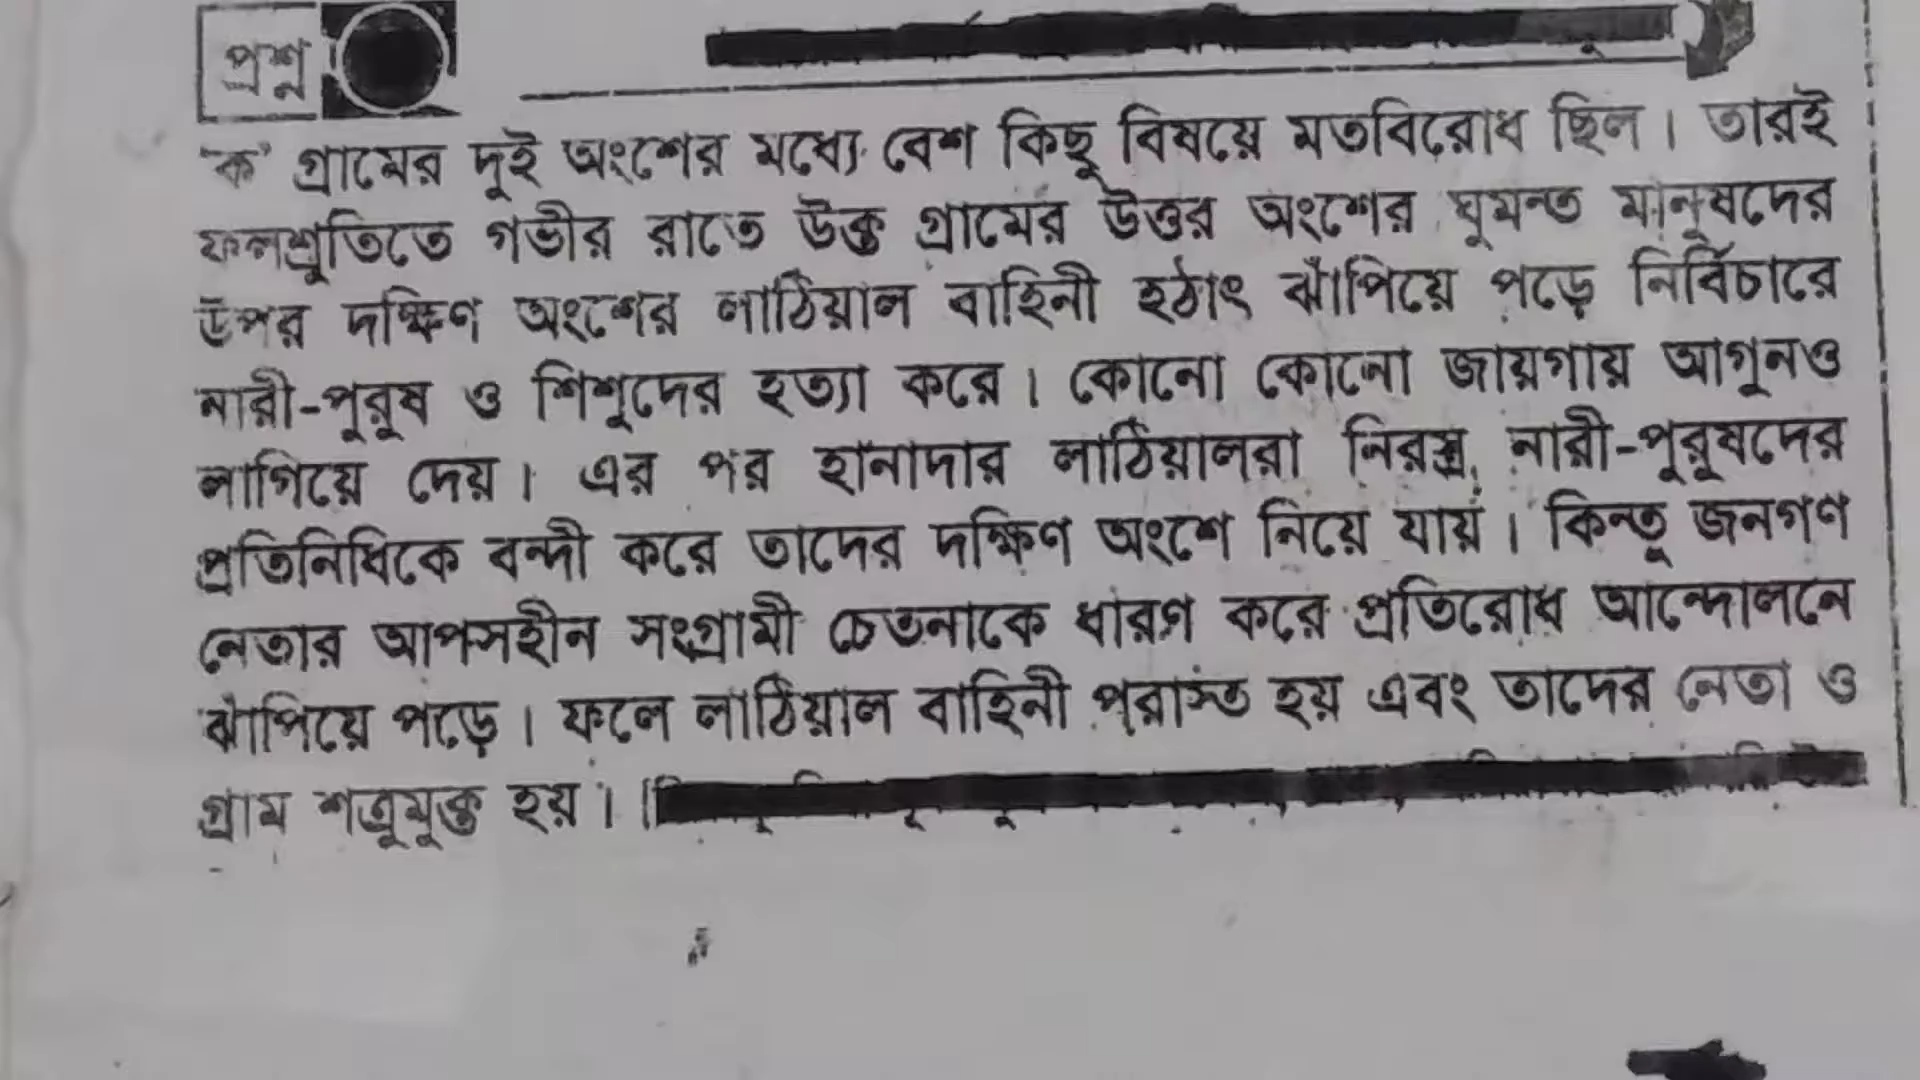 প্রশ্ন
'ক' গ্রামের দুই অংশের মধ্যে বেশ কিছু বিষয়ে মতবিরোধ ছিল। তারই
ফলশ্রুতিতে গভীর রাতে উক্ত গ্রামের উত্তর অংশের ঘুমন্ত মানুষদের
উপর দক্ষিণ অংশের লাঠিয়াল বাহিনী হঠাৎ ঝাঁপিয়ে পড়ে নির্বিচারে
নারী-পুরুষ ও শিশুদের হত্যা করে। কোনো কোনো জায়গায় আগুনও
লাগিয়ে দেয়। এর পর হানাদার লাঠিয়ালরা নিরস্ত্র নারী-পুরুষদের
প্রতিনিধিকে বন্দী করে তাদের দক্ষিণ অংশে নিয়ে যায়। কিন্তু জনগণ
নেতার আপসহীন সংগ্রামী চেতনাকে ধারণ করে প্রতিরোধ আন্দোলনে
ঝাঁপিয়ে পড়ে। ফলে লাঠিয়াল বাহিনী পরাস্ত হয় এবং তাদের নেতা ও
গ্রাম শত্রুমুক্ত হয়।